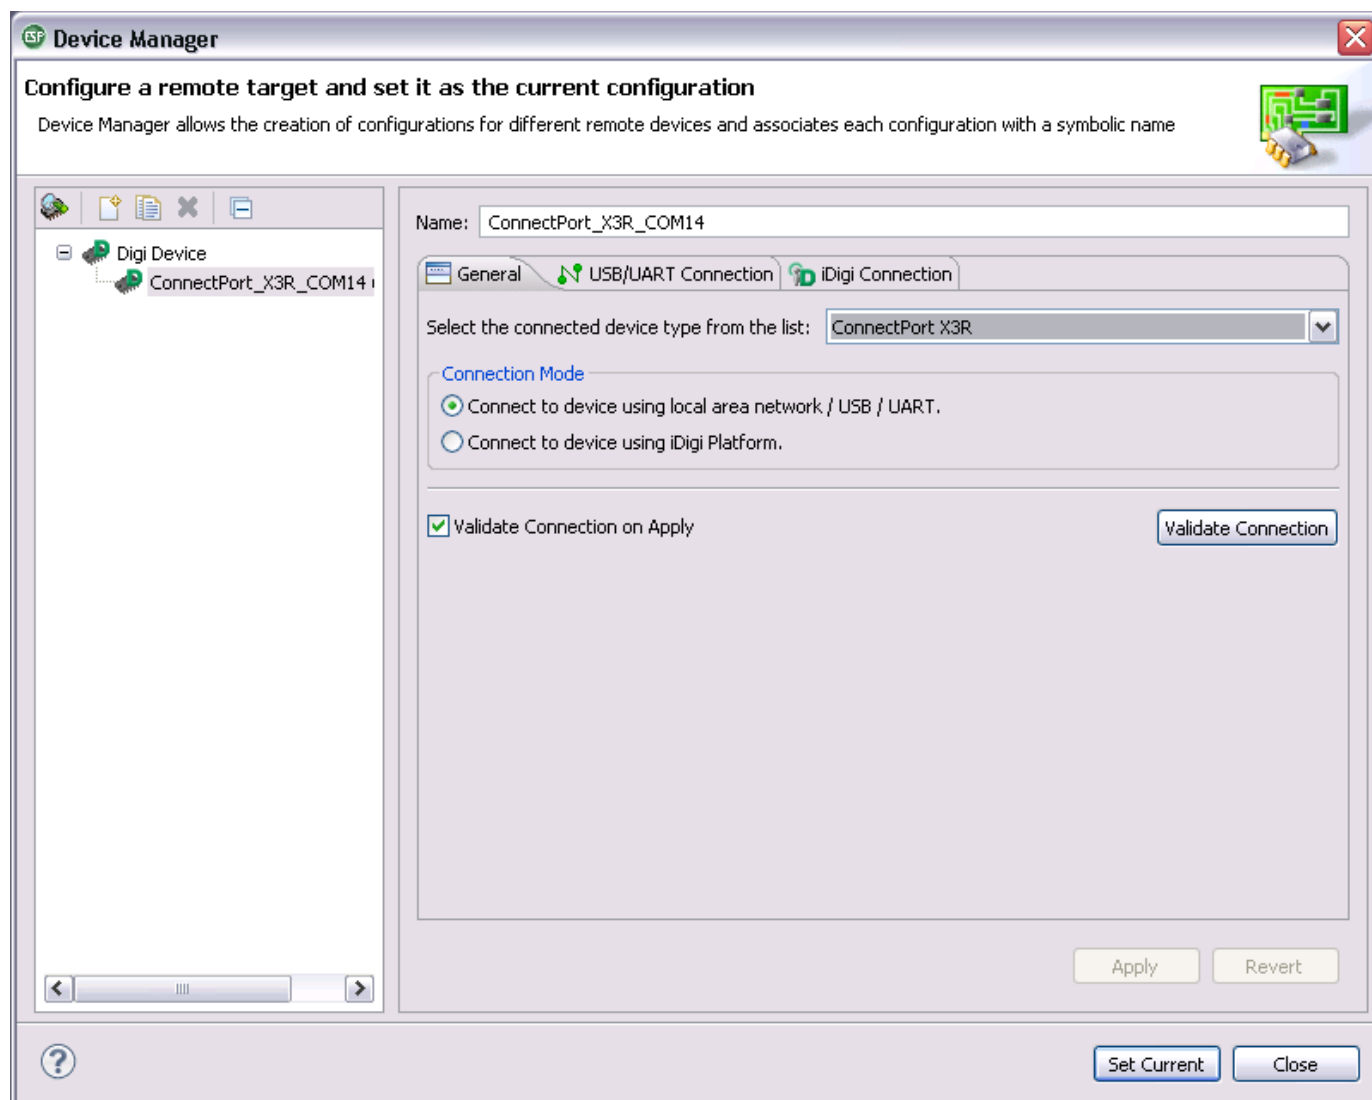 Device Manager
Configure a remote target and set it as the current configuration
Device Manager allows the creation of configurations for different remote devices and associates each configuration with a symbolic name
Digi Device
ConnectPort_X3R_COM14
Name: ConnectPort_X3R_COM14
General USB/UART Connection iDigi Connection
Select the connected device type from the list: ConnectPort X3R
Connection Mode
Connect to device using local area network / USB / UART.
Connect to device using iDigi Platform.
Validate Connection on Apply Validate Connection
Apply Revert
? Set Current Close